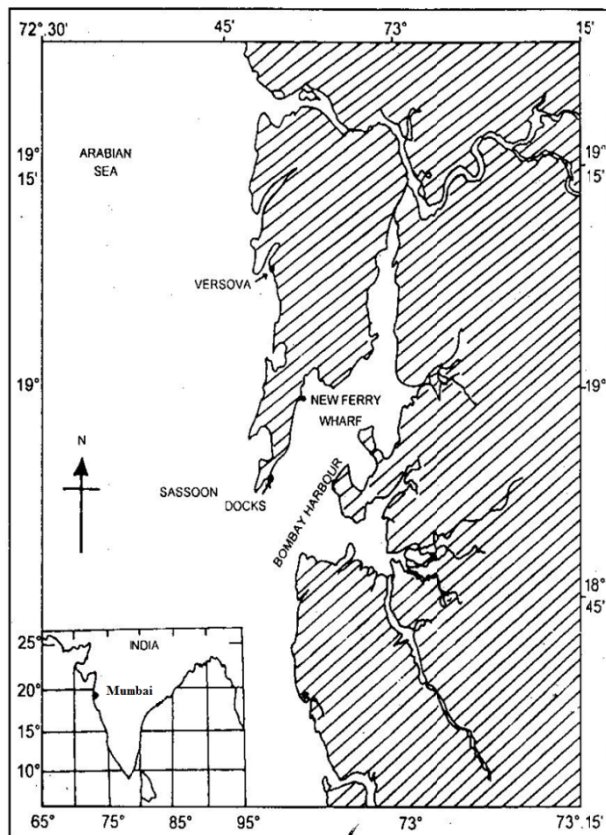 72°30'
45'
73°
15'
19°
15'
19°
15'
ARABIAN
SEA
VERSOVA
19°
19°
NEW FERRY
WHARF
N
SASSOON
DOCKS
BOMBAY HARBOUR
18°
45'
25°
INDIA
20°
Mumbai
15°
10°
65°
75°
85°
95°
73°
73°.15'